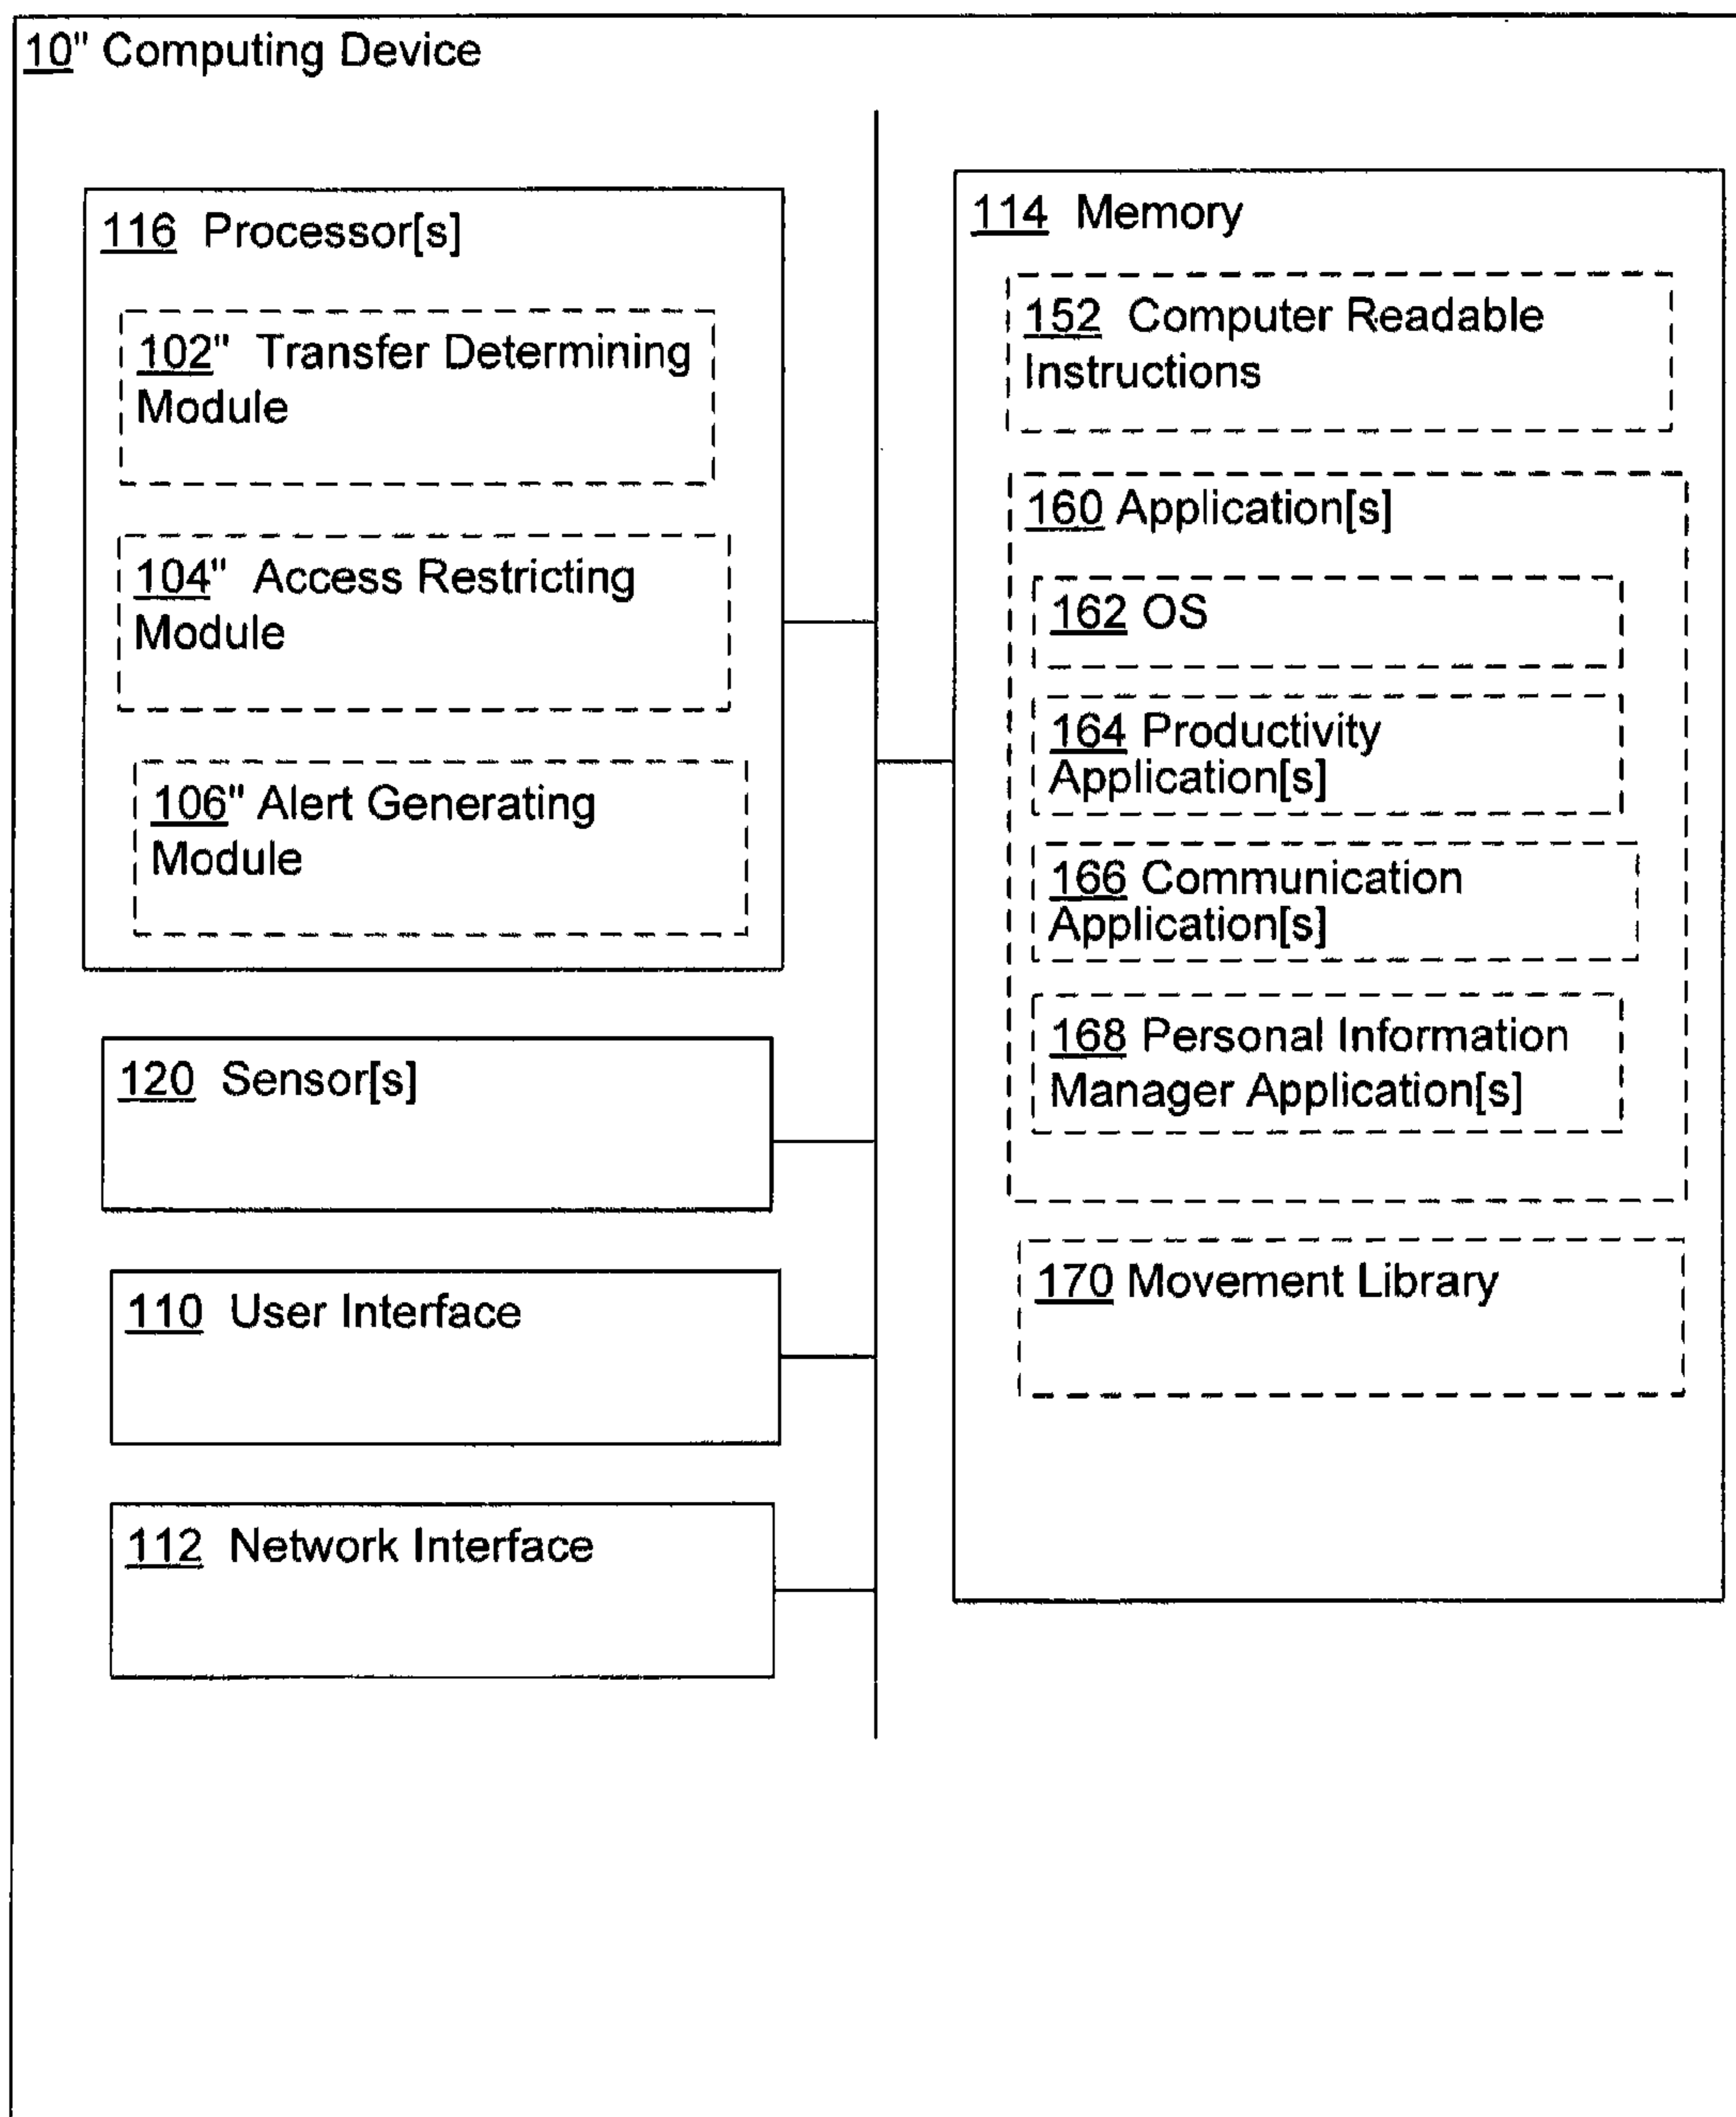 10" Computing Device
116 Processor[s]
102" Transfer Determining
Module
104" Access Restricting
Module
106" Alert Generating
Module
120 Sensor[s]
110 User Interface
112 Network Interface
114 Memory
152 Computer Readable
Instructions
160 Application[s]
162 OS
164 Productivity
Application[s]
166 Communication
Application[s]
168 Personal Information
Manager Application[s]
170 Movement Library